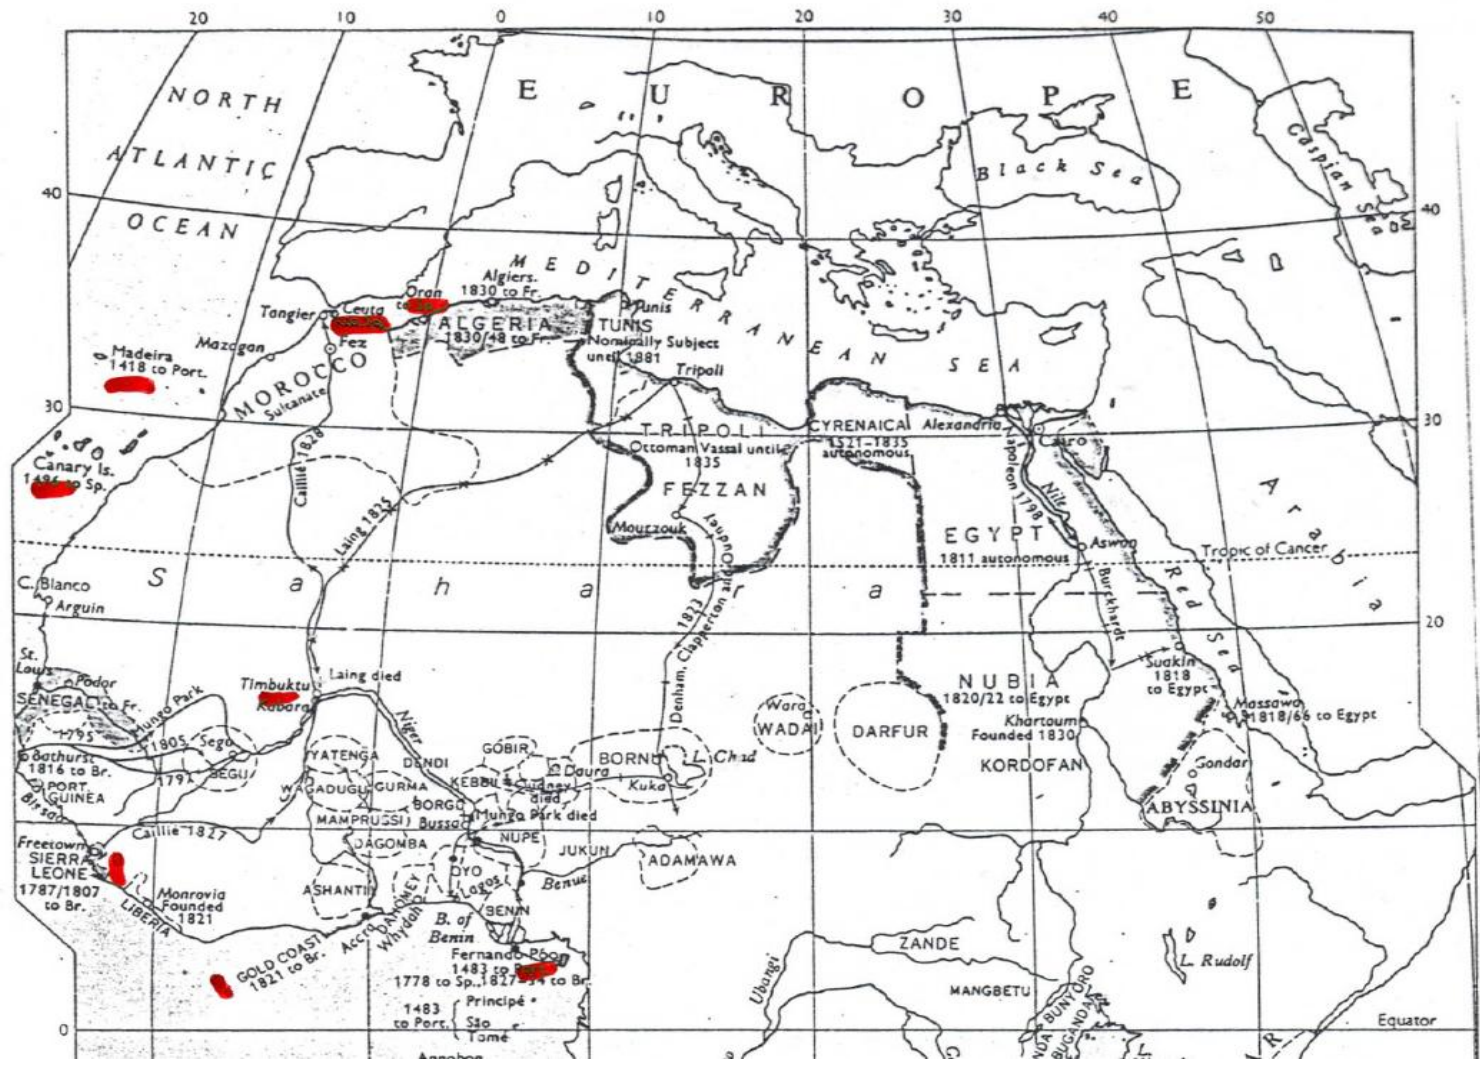 20 10 0 10 20 30 40 50
NORTH
ATLANTIC
OCEAN
EUROPE
Black Sea
Caspian Sea
40
40
MEDITERRANEAN SEA
Algiers.
1830 to Fr.
Oran
Tangier
Ceuta
ALGERIA
1830/48 to Fr.
Tunis
TUNIS
Nominally Subject
until 1881
Mazagan
Fez
Madeira
1418 to Port.
MOROCCO
Sultanate
Tripoli
30
30
TRIPOLI
Ottoman Vassal until
1835
CYRENAICA
1521-1835
autonomous
Alexandria
Cairo
Canary Is.
1496 to Sp.
Caillié 1828
Laing 1825
FEZZAN
Mourzouk
Napoleon 1798
Nile
Arabia
EGYPT
1811 autonomous
Aswan
Tropic of Cancer
Sahara
C. Blanco
Arguin
Denham, Clapperton and Oudney
1823
Burckhardt
Red Sea
20
St.
Louis
Podor
SENEGAL to Fr.
Timbuktu
Kabara
Laing died
Suakin
1818
to Egypt
NUBIA
1820/22 to Egypt
Massawa
1818/66 to Egypt
Mungo Park
1795
1805
Sego
SEGU
1797
Niger
Wara
WADAI
DARFUR
Khartoum
Founded 1830
Bathurst
1816 to Br.
PORT.
GUINEA
Bissao
YATENGA
DENDI
GOBIR
BORNU
L. Chad
KORDOFAN
Gondar
WAGADUGU
GURMA
KEBBI
Daura
Oudney
died
Kuka
ABYSSINIA
BORGU
MAMPRUSSI
Bussa
Mungo Park died
Caillié 1827
DAGOMBA
NUPE
JUKUN
ADAMAWA
Freetown
SIERRA
LEONE
1787/1807
to Br.
ASHANTI
OYO
Lagos
Benue
Monrovia
Founded
1821
LIBERIA
DAHOMEY
Whydah
BENIN
Accra
B. of
Benin
GOLD COAST
1821 to Br.
Fernando Póo
1483 to
1778 to Sp., 1827-34 to Br.
ZANDE
L. Rudolf
Ubangi
MANGBETU
BUNYORO
BUGANDA
1483
to Port.
Principé
São
Tomé
0
Equator
Annobon
R